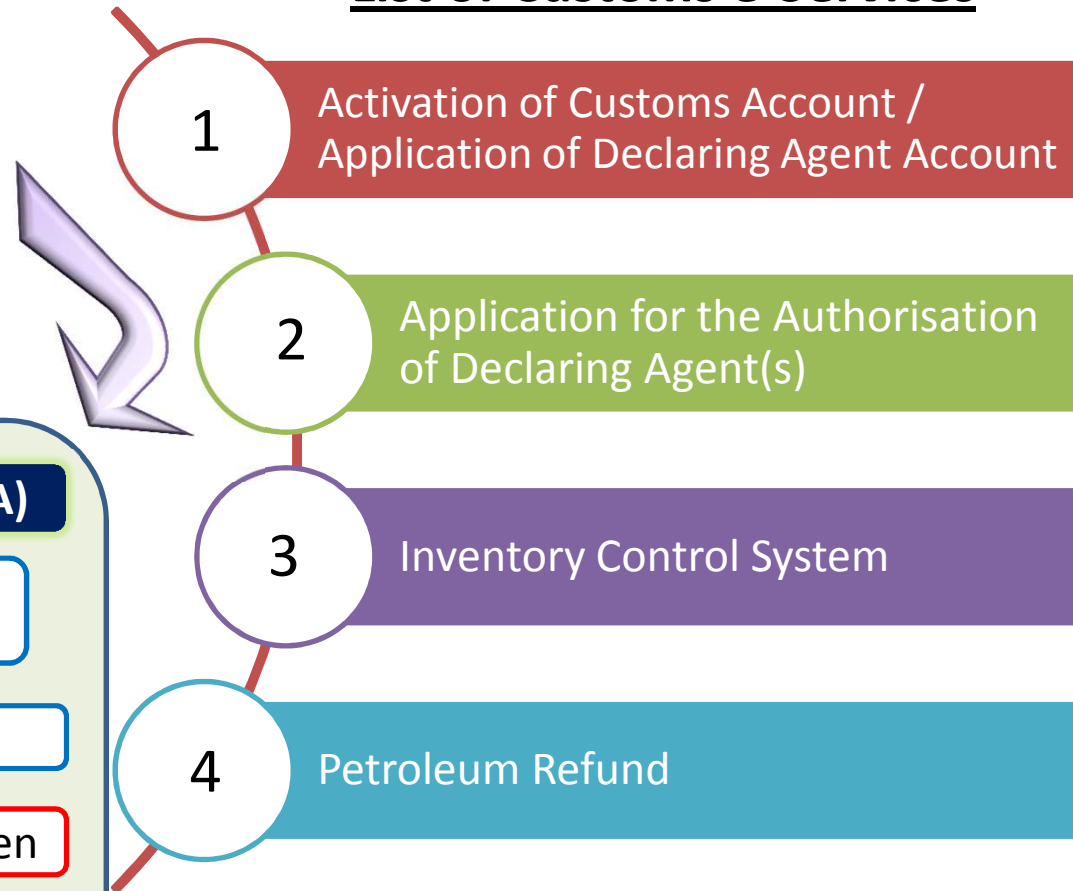 1
Activation of Customs Account /
Application of Declaring Agent Account
2
Application for the Authorisation
of Declaring Agent(s)
A)
3
Inventory Control System
4
Petroleum Refund
en